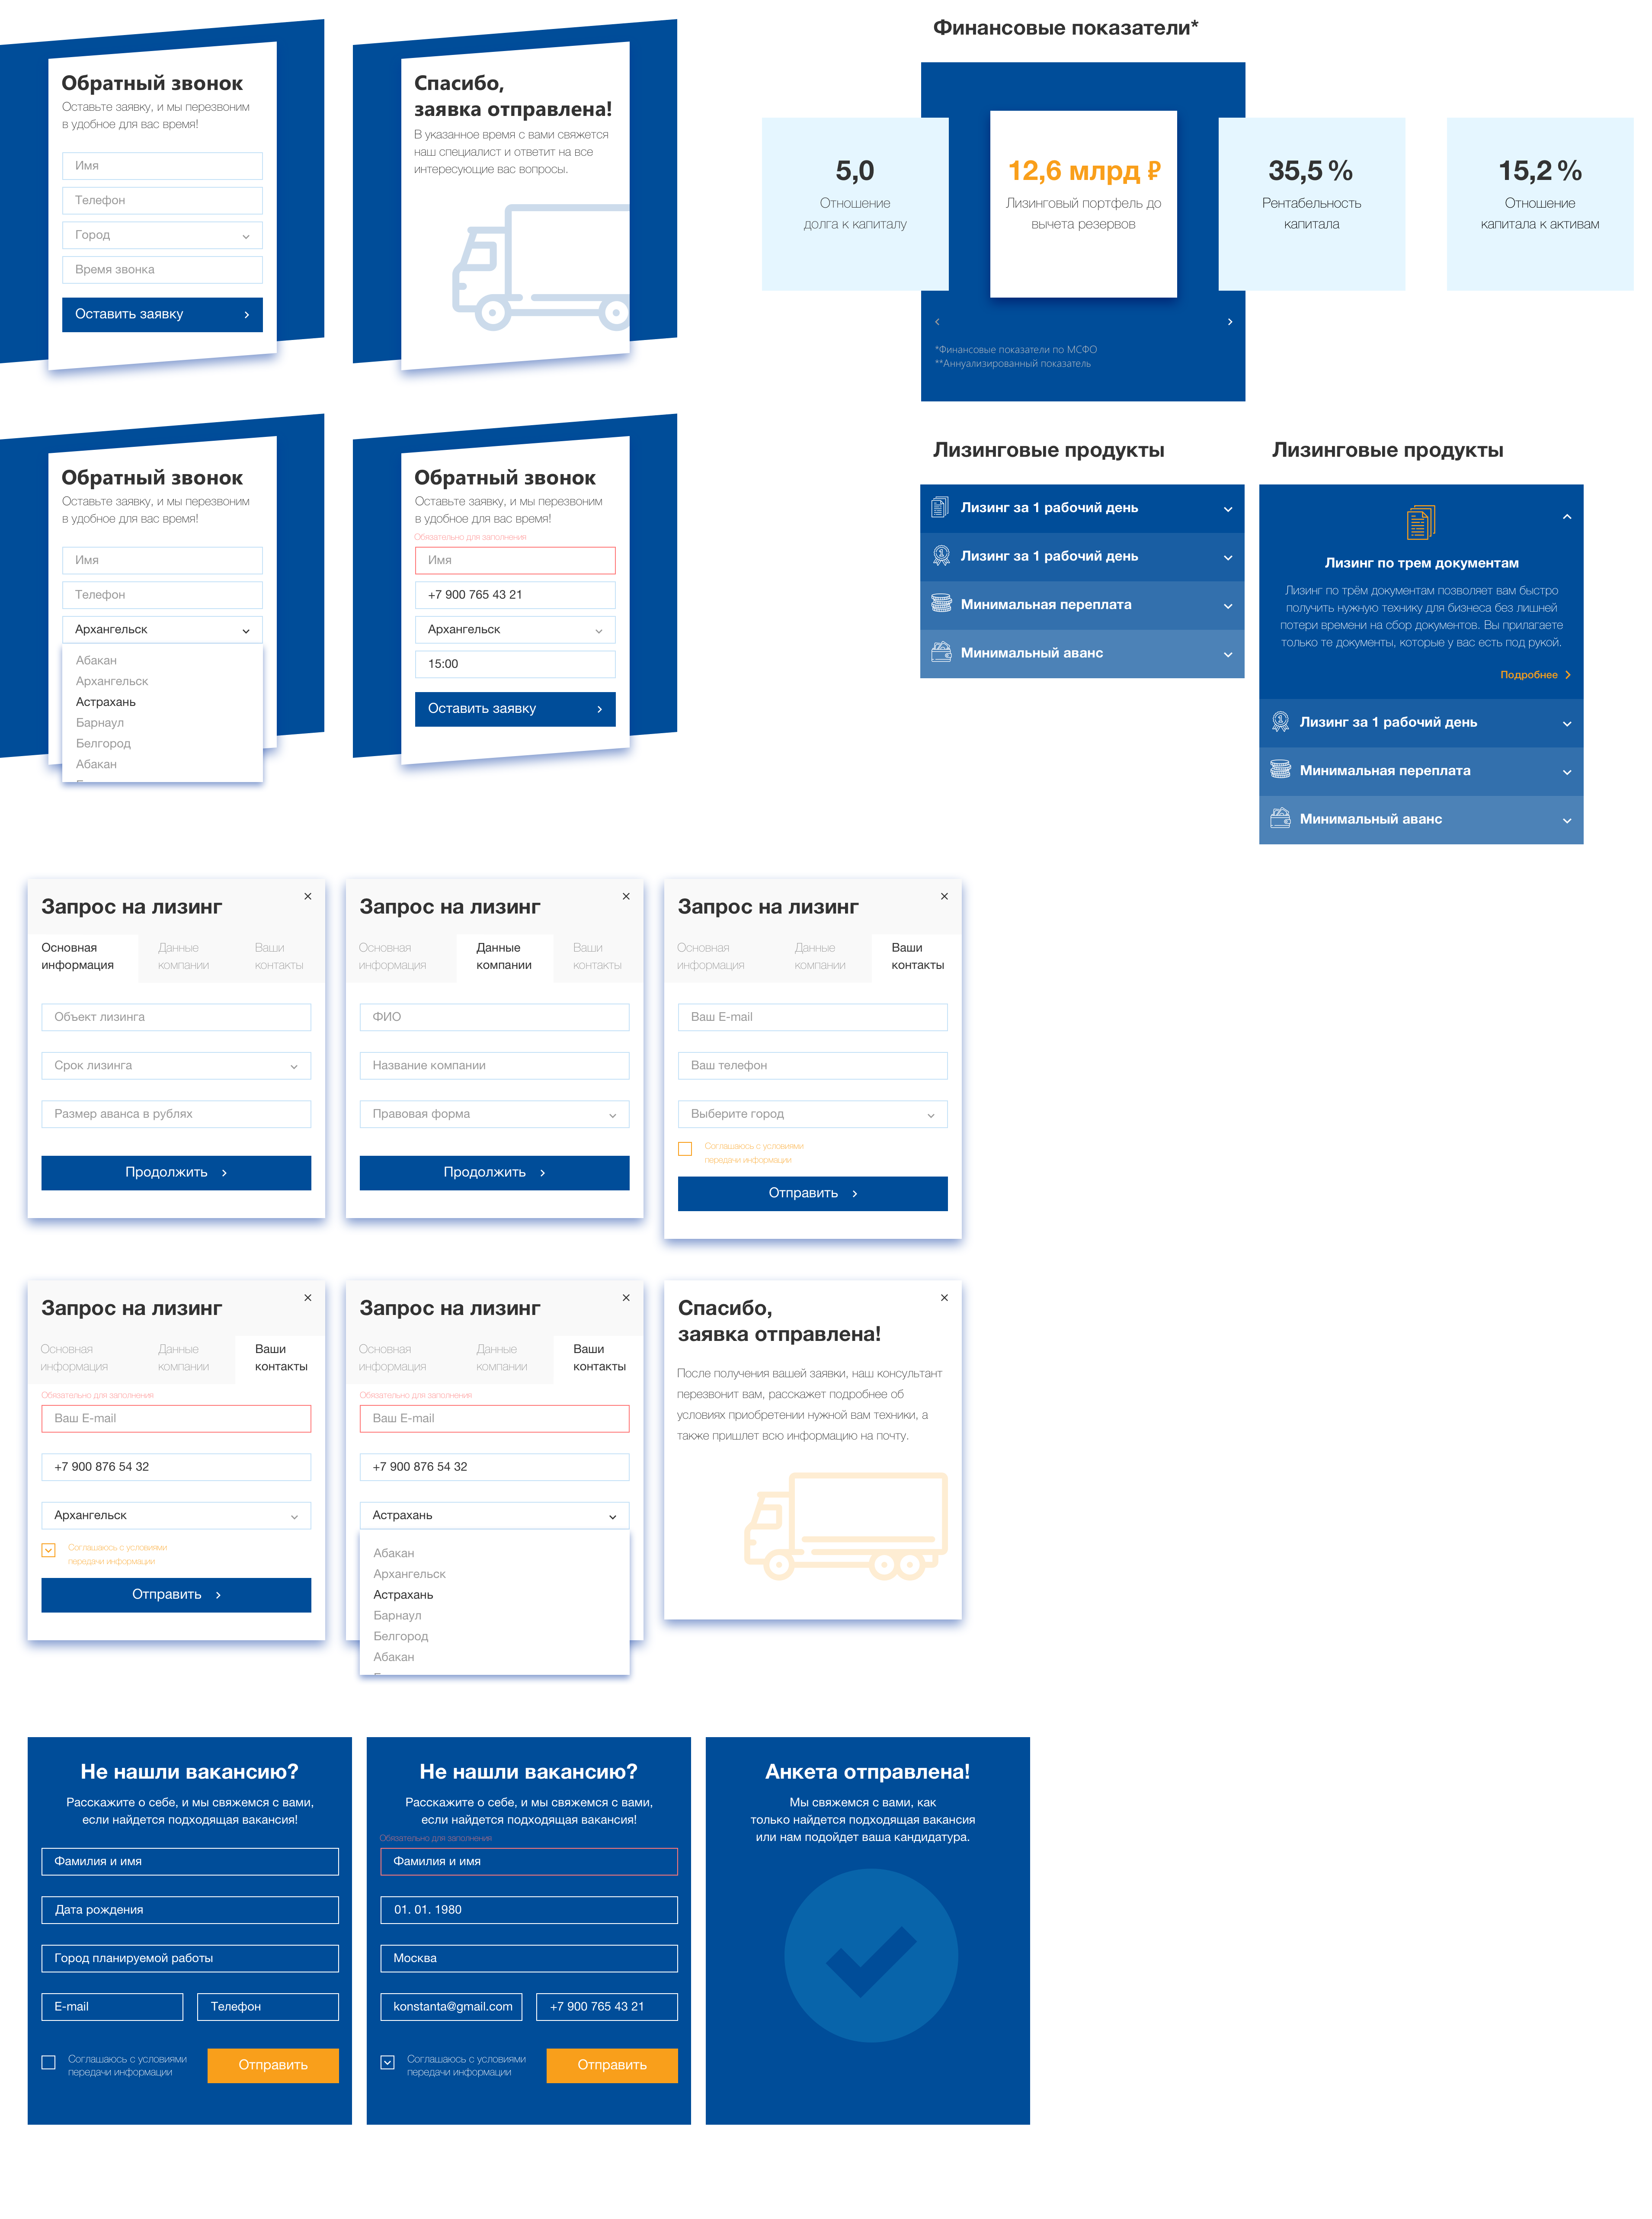 Обратный звонок
Оставьте заявку, и мы перезвоним
в удобное для вас время!
Имя
Телефон
Город
Время звонка
Оставить заявку
Спасибо,
заявка отправлена!
В указанное время с вами свяжется
наш специалист и ответит на все
интересующие вас вопросы.
Финансовые показатели*
5,0
Отношение
долга к капиталу
12,6 млрд ₽
Лизинговый портфель до
вычета резервов
35,5 %
Рентабельность
капитала
15,2 %
Отношение
капитала к активам
*Финансовые показатели по МСФО
**Аннуализированный показатель
Обратный звонок
Оставьте заявку, и мы перезвоним
в удобное для вас время!
Имя
Телефон
Архангельск
Абакан
Архангельск
Астрахань
Барнаул
Белгород
Абакан
Обратный звонок
Оставьте заявку, и мы перезвоним
в удобное для вас время!
Обязательно для заполнения
Имя
+7 900 765 43 21
Архангельск
15:00
Оставить заявку
Лизинговые продукты
Лизинг за 1 рабочий день
Лизинг за 1 рабочий день
Минимальная переплата
Минимальный аванс
Лизинговые продукты
Лизинг по трем документам
Лизинг по трём документам позволяет вам быстро
получить нужную технику для бизнеса без лишней
потери времени на сбор документов. Вы прилагаете
только те документы, которые у вас есть под рукой.
Подробнее
1
Лизинг за 1 рабочий день
Минимальная переплата
Минимальный аванс
Запрос на лизинг
Основная
информация
Данные
компании
Ваши
контакты
Объект лизинга
Срок лизинга
Размер аванса в рублях
Продолжить
Запрос на лизинг
Основная
информация
Данные
компании
Ваши
контакты
ФИО
Название компании
Правовая форма
Продолжить
Запрос на лизинг
Основная
информация
Данные
компании
Ваши
контакты
Ваш E-mail
Ваш телефон
Выберите город
Соглашаюсь с условиями
передачи информации
Отправить
Запрос на лизинг
Основная
информация
Данные
компании
Ваши
контакты
Обязательно для заполнения
Ваш E-mail
+7 900 876 54 32
Архангельск
Соглашаюсь с условиями
передачи информации
Отправить
Запрос на лизинг
Основная
информация
Данные
компании
Ваши
контакты
Обязательно для заполнения
Ваш E-mail
+7 900 876 54 32
Астрахань
Абакан
Архангельск
Астрахань
Барнаул
Белгород
Абакан
Спасибо,
заявка отправлена!
После получения вашей заявки, наш консультант
перезвонит вам, расскажет подробнее об
условиях приобретении нужной вам техники, а
также пришлет всю информацию на почту.
Не нашли вакансию?
Расскажите о себе, и мы свяжемся с вами,
если найдется подходящая вакансия!
Фамилия и имя
Дата рождения
Город планируемой работы
E-mail
Телефон
Соглашаюсь с условиями
передачи информации
Отправить
Не нашли вакансию?
Расскажите о себе, и мы свяжемся с вами,
если найдется подходящая вакансия!
Обязательно для заполнения
Фамилия и имя
01. 01. 1980
Москва
konstanta@gmail.com
+7 900 765 43 21
Соглашаюсь с условиями
передачи информации
Отправить
Анкета отправлена!
Мы свяжемся с вами, как
только найдется подходящая вакансия
или нам подойдет ваша кандидатура.